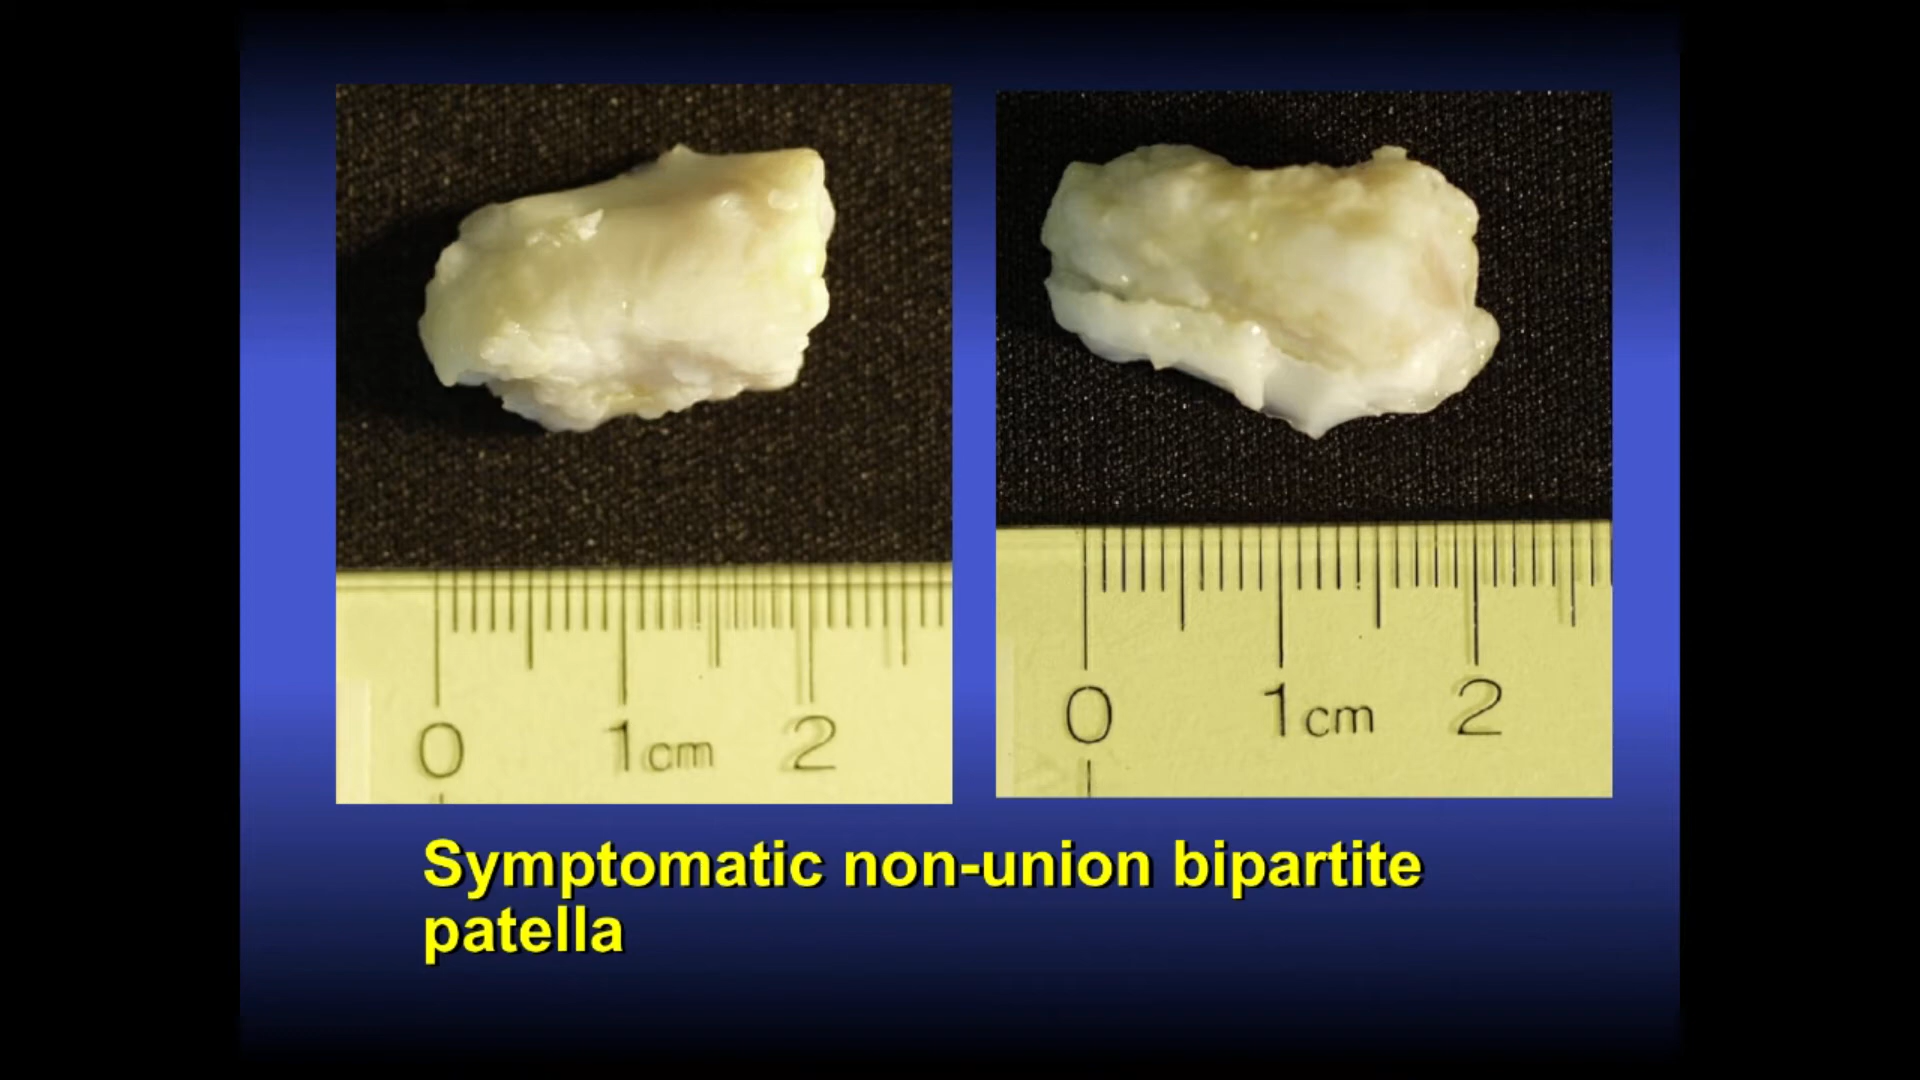 0 1cm 2
0 1cm 2
Symptomatic non-union bipartite
patella